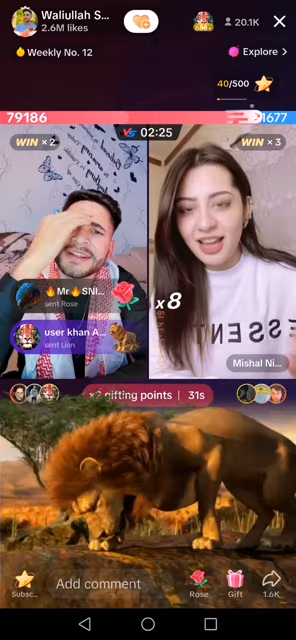 Waliullah S...
2.6M likes
20.1K
Weekly No. 12
Explore >
40/500
79186
1677
WIN × 2
VS 02:25
WIN × 3
x8
Mr SNI...
sent Rose
user khan A...
sent Lion
Mishal Ni...
gifting points | 31s
Subsc...
Add comment
Rose
Gift
1.6K